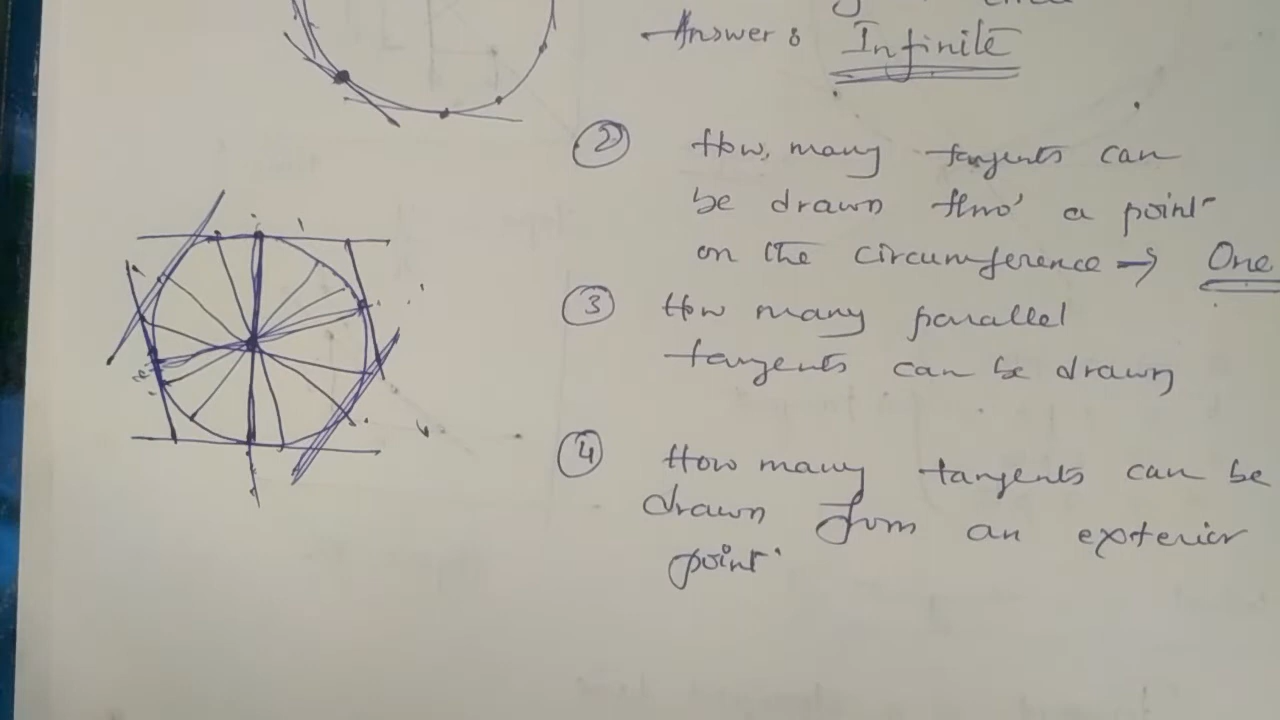 Answer : Infinite
2 How many tangents can
be drawn thro' a point
on the circumference → One
3 How many parallel
tangents can be drawn
4 How many tangents can be
drawn from an exterior
point